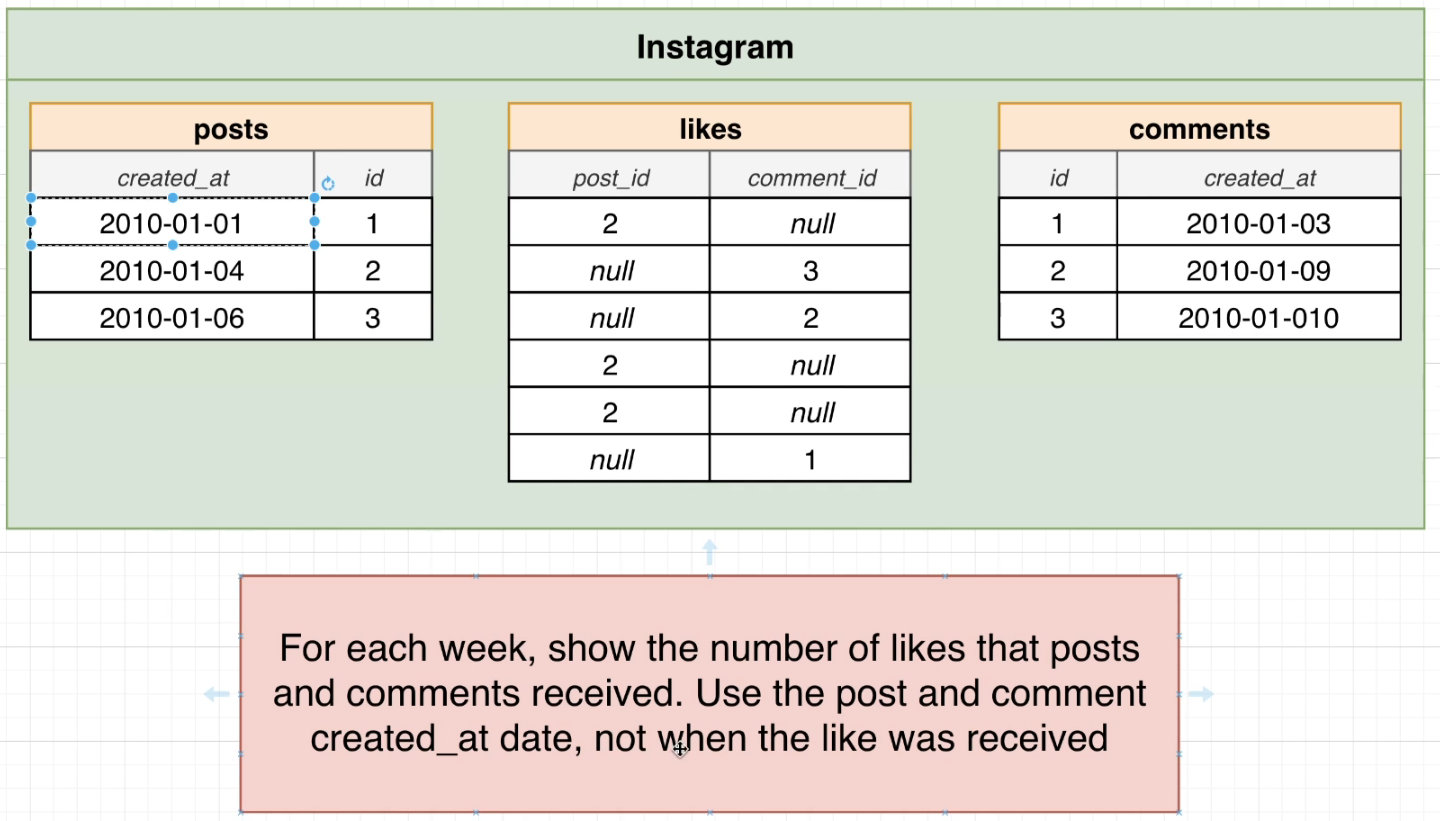 Instagram
posts
created_at id
2010-01-01 1
2010-01-04 2
2010-01-06 3
likes
post_id comment_id
2 null
null 3
null 2
2 null
2 null
null 1
comments
id created_at
1 2010-01-03
2 2010-01-09
3 2010-01-010
For each week, show the number of likes that posts
and comments received. Use the post and comment
created_at date, not when the like was received